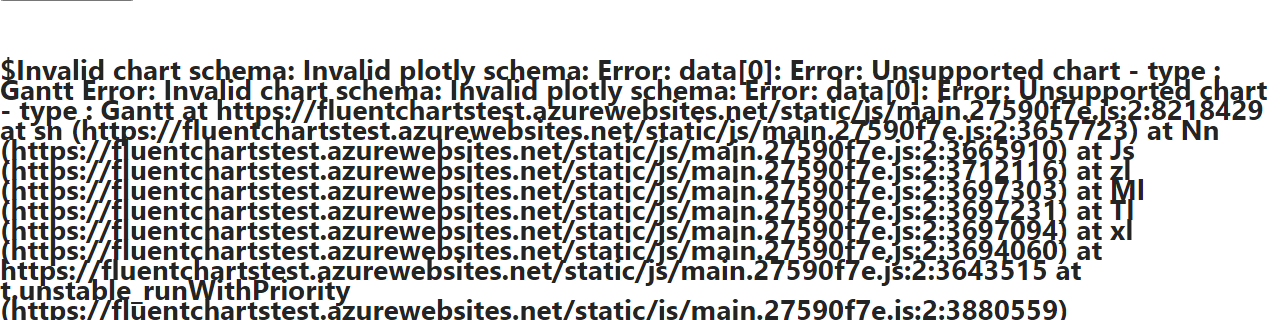 $Invalid chart schema: Invalid plotly schema: Error: data[0]: Error: Unsupported chart - type :
Gantt Error: Invalid chart schema: Invalid plotly schema: Error: data[0]: Error: Unsupported chart
- type : Gantt at https://fluentchartstest.azurewebsites.net/static/js/main.27590f7e.js:2:8218429
at sh (https://fluentchartstest.azurewebsites.net/static/js/main.27590f7e.js:2:3657723) at Nn
(https://fluentchartstest.azurewebsites.net/static/js/main.27590f7e.js:2:3665910) at Js
(https://fluentchartstest.azurewebsites.net/static/js/main.27590f7e.js:2:3712116) at zl
(https://fluentchartstest.azurewebsites.net/static/js/main.27590f7e.js:2:3697303) at Ml
(https://fluentchartstest.azurewebsites.net/static/js/main.27590f7e.js:2:3697231) at Tl
(https://fluentchartstest.azurewebsites.net/static/js/main.27590f7e.js:2:3697094) at xl
(https://fluentchartstest.azurewebsites.net/static/js/main.27590f7e.js:2:3694060) at
https://fluentchartstest.azurewebsites.net/static/js/main.27590f7e.js:2:3643515 at
t.unstable_runWithPriority
(https://fluentchartstest.azurewebsites.net/static/js/main.27590f7e.js:2:3880559)